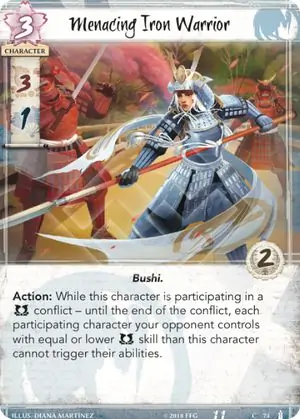 3
Menacing Iron Warrior
CHARACTER
3
1
2
Bushi.
Action: While this character is participating in a
conflict – until the end of the conflict, each
participating character your opponent controls
with equal or lower skill than this character
cannot trigger their abilities.
ILLUS: DIANA MARTÍNEZ
©2018 FFG
11